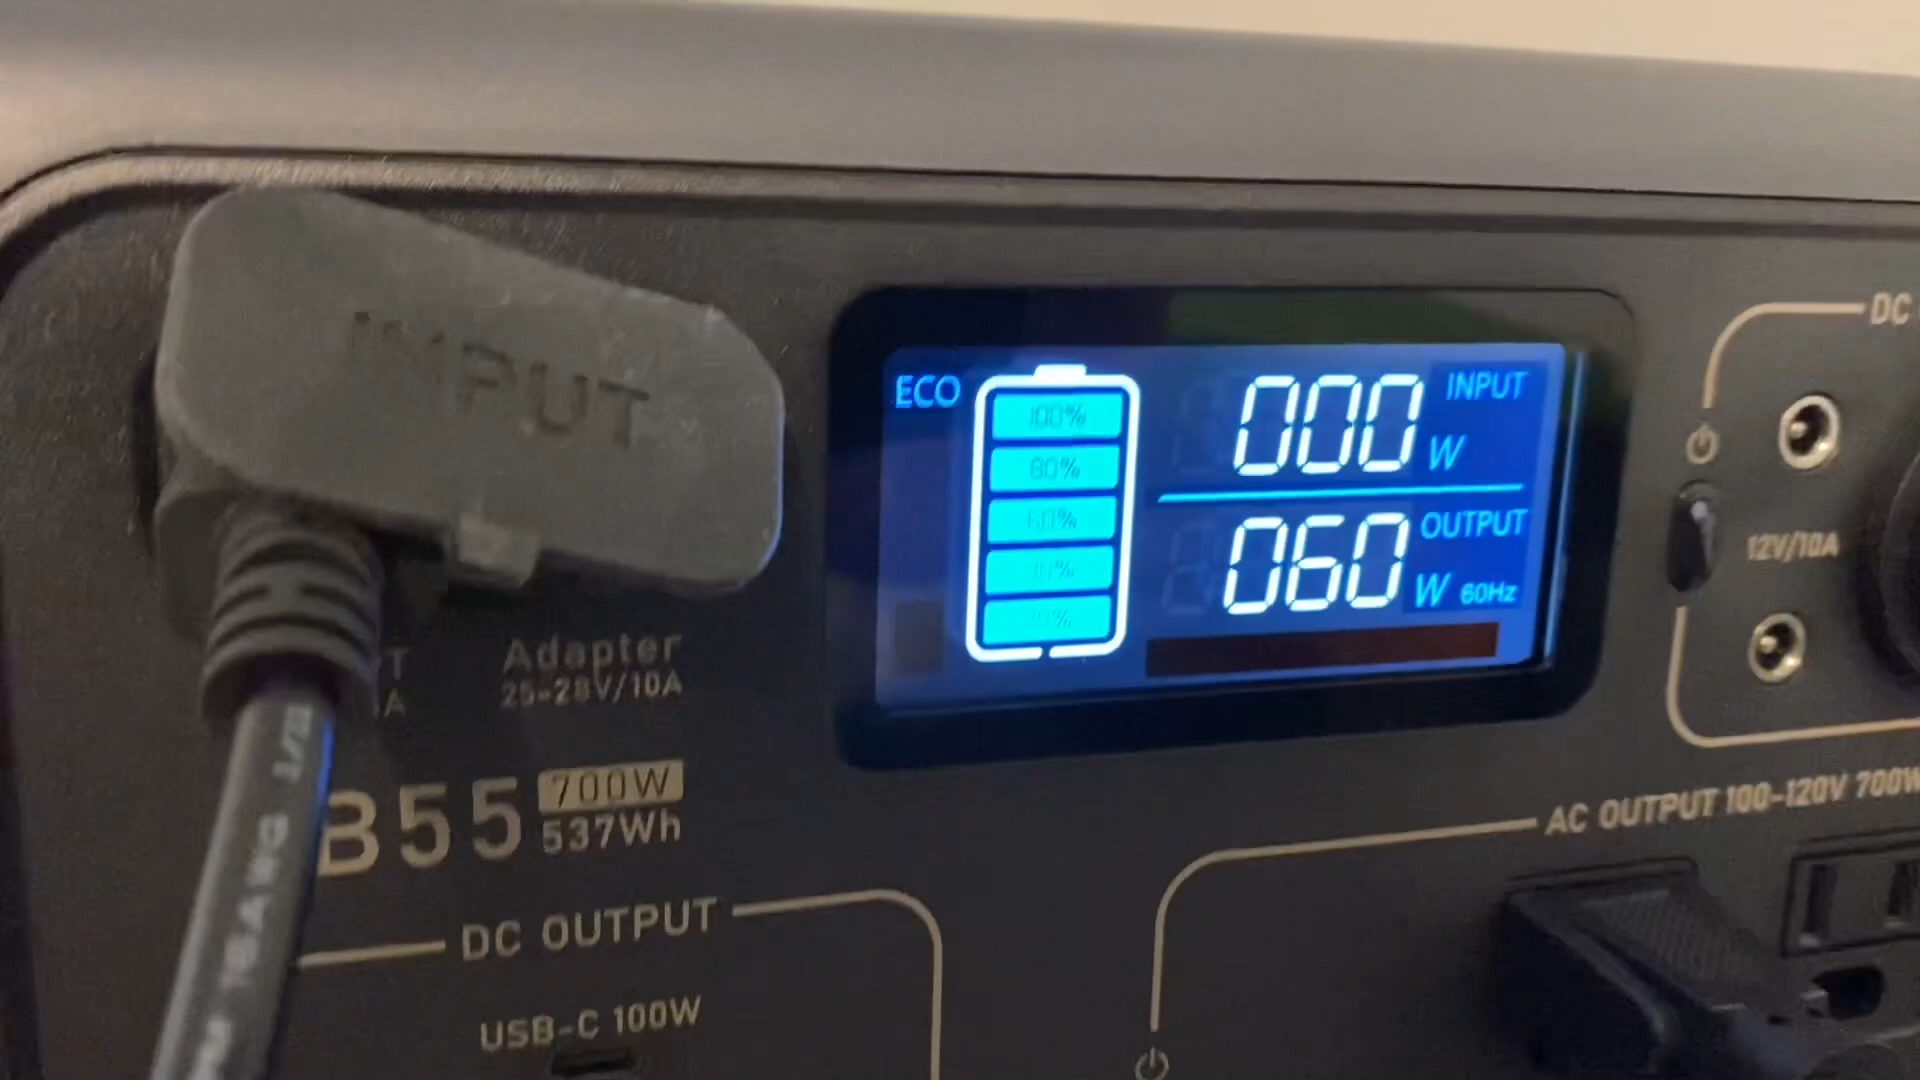 INPUT
ECO
100%
80%
60%
000 INPUT
W
060 OUTPUT
W 60Hz
DC
12V/10A
T
A
Adapter
25-28V/10A
B55 700W
537Wh
DC OUTPUT
USB-C 100W
AC OUTPUT 100-120V 700W